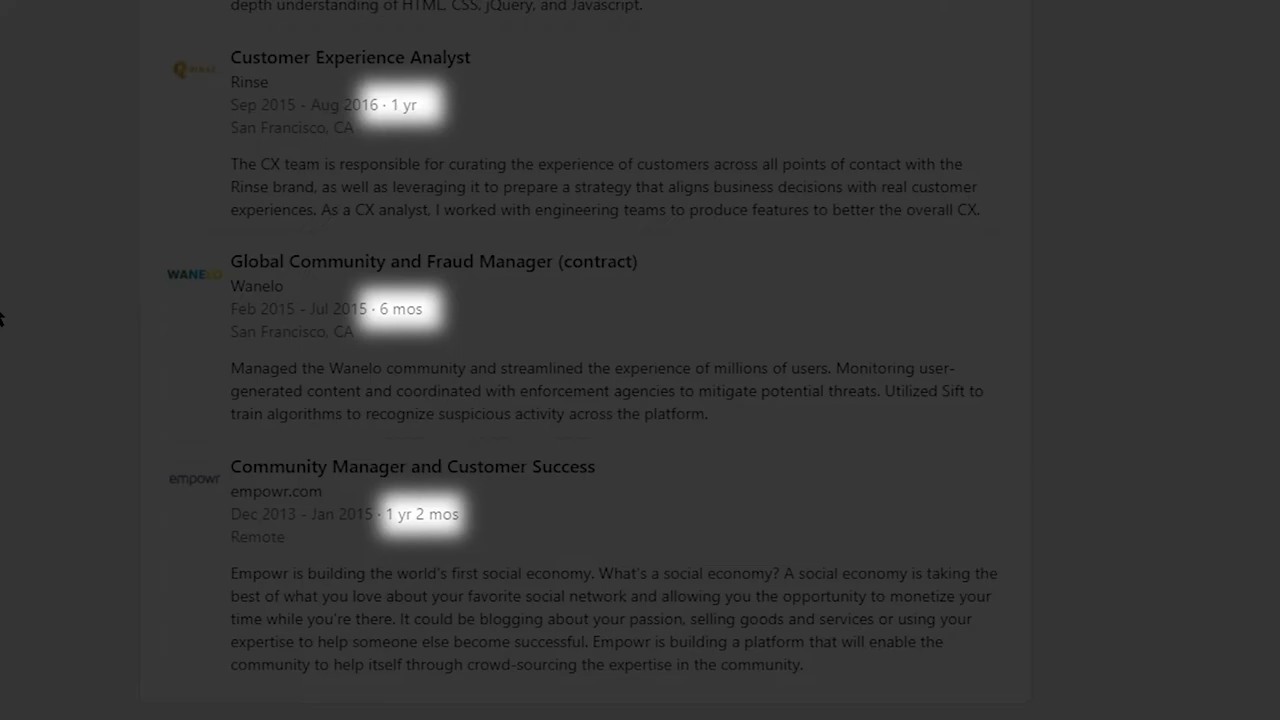 depth understanding of HTML, CSS, jQuery, and Javascript.
Customer Experience Analyst
Rinse
Sep 2015 - Aug 2016 · 1 yr
San Francisco, CA
The CX team is responsible for curating the experience of customers across all points of contact with the
Rinse brand, as well as leveraging it to prepare a strategy that aligns business decisions with real customer
experiences. As a CX analyst, I worked with engineering teams to produce features to better the overall CX.
WANELO
Global Community and Fraud Manager (contract)
Wanelo
Feb 2015 - Jul 2015 · 6 mos
San Francisco, CA
Managed the Wanelo community and streamlined the experience of millions of users. Monitoring user-
generated content and coordinated with enforcement agencies to mitigate potential threats. Utilized Sift to
train algorithms to recognize suspicious activity across the platform.
empowr
Community Manager and Customer Success
empowr.com
Dec 2013 - Jan 2015 · 1 yr 2 mos
Remote
Empowr is building the world's first social economy. What's a social economy? A social economy is taking the
best of what you love about your favorite social network and allowing you the opportunity to monetize your
time while you're there. It could be blogging about your passion, selling goods and services or using your
expertise to help someone else become successful. Empowr is building a platform that will enable the
community to help itself through crowd-sourcing the expertise in the community.